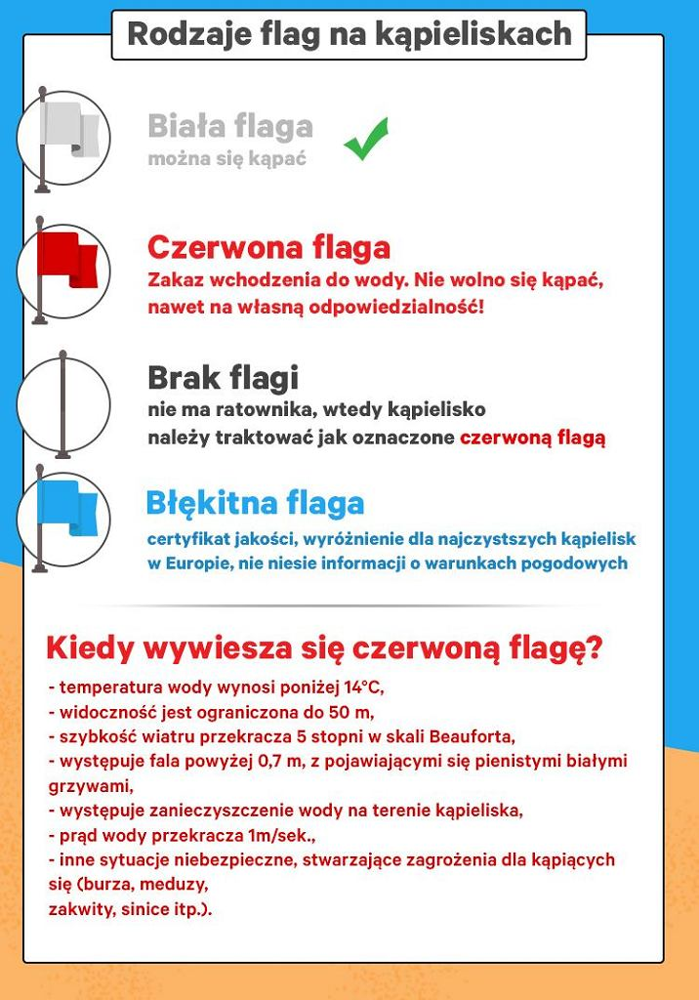 Rodzaje flag na kąpieliskach
Biała flaga
można się kąpać
Czerwona flaga
Zakaz wchodzenia do wody. Nie wolno się kąpać,
nawet na własną odpowiedzialność!
Brak flagi
nie ma ratownika, wtedy kąpielisko
należy traktować jak oznaczone czerwoną flagą
Błękitna flaga
certyfikat jakości, wyróżnienie dla najczystszych kąpielisk
w Europie, nie niesie informacji o warunkach pogodowych
Kiedy wywiesza się czerwoną flagę?
- temperatura wody wynosi poniżej 14°C,
- widoczność jest ograniczona do 50 m,
- szybkość wiatru przekracza 5 stopni w skali Beauforta,
- występuje fala powyżej 0,7 m, z pojawiającymi się pienistymi białymi
grzywami,
- występuje zanieczyszczenie wody na terenie kąpieliska,
- prąd wody przekracza 1m/sek.,
- inne sytuacje niebezpieczne, stwarzające zagrożenia dla kąpiących
się (burza, meduzy,
zakwity, sinice itp.).